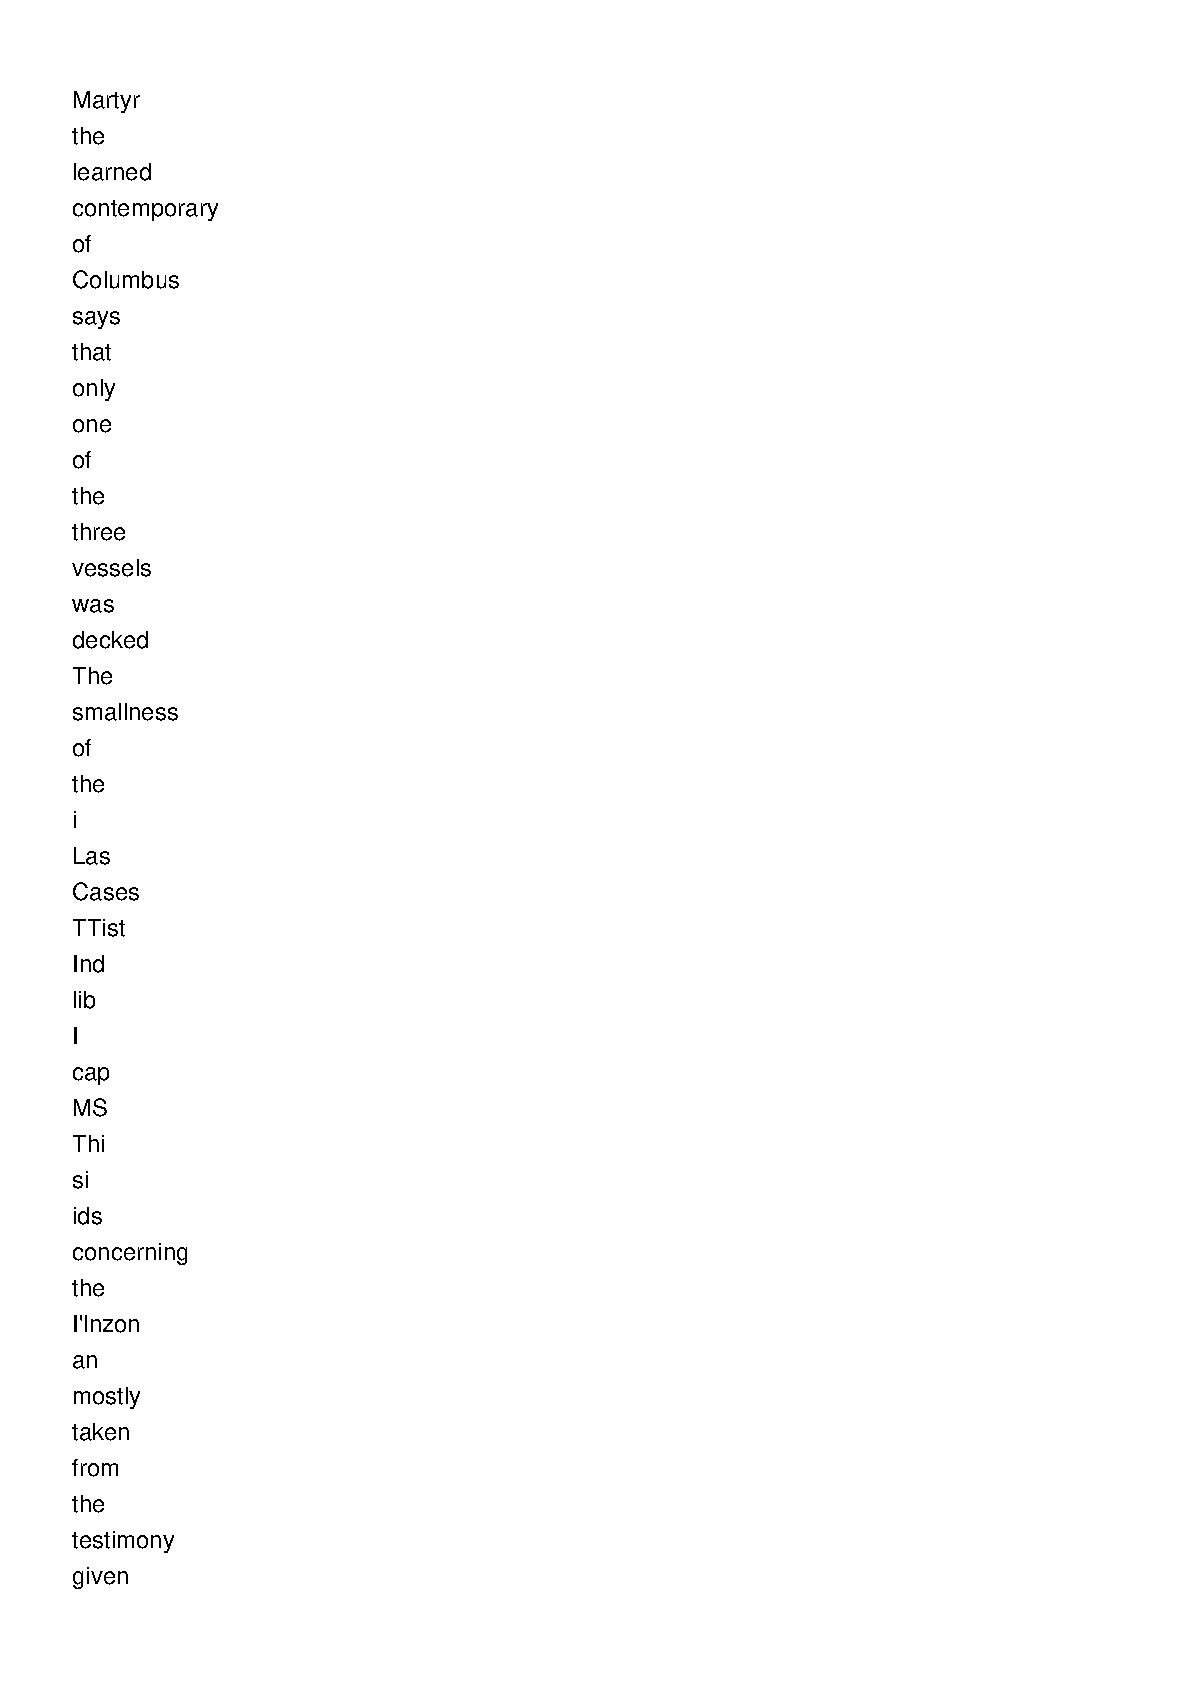 Martyr
the
learned
contemporary
of
Columbus
says
that
only
one
of
the
three
vessels
was
decked
The
smallness
of
the
i
Las
Cases
TTist
Ind
lib
I
cap
MS
Thi
si
ids
concerning
the
I'lnzon
an
mostly
taken
from
the
testimony
given